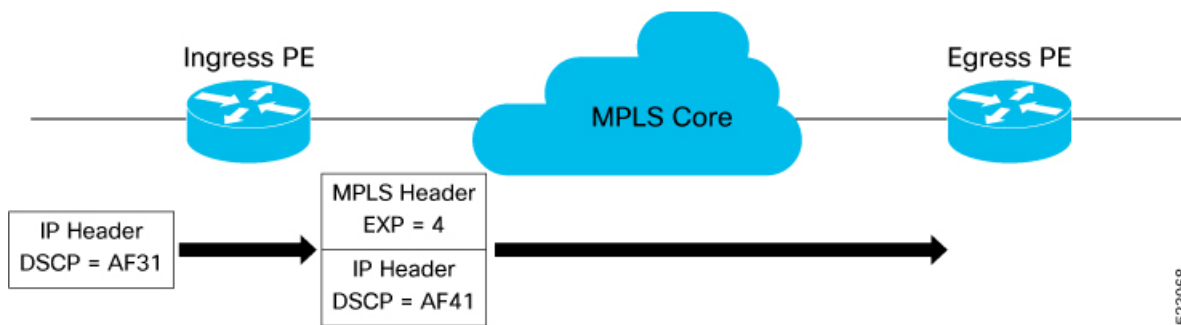 Ingress PE
Egress PE
MPLS Core
MPLS Header
EXP = 4
IP Header
DSCP = AF31
IP Header
DSCP = AF41